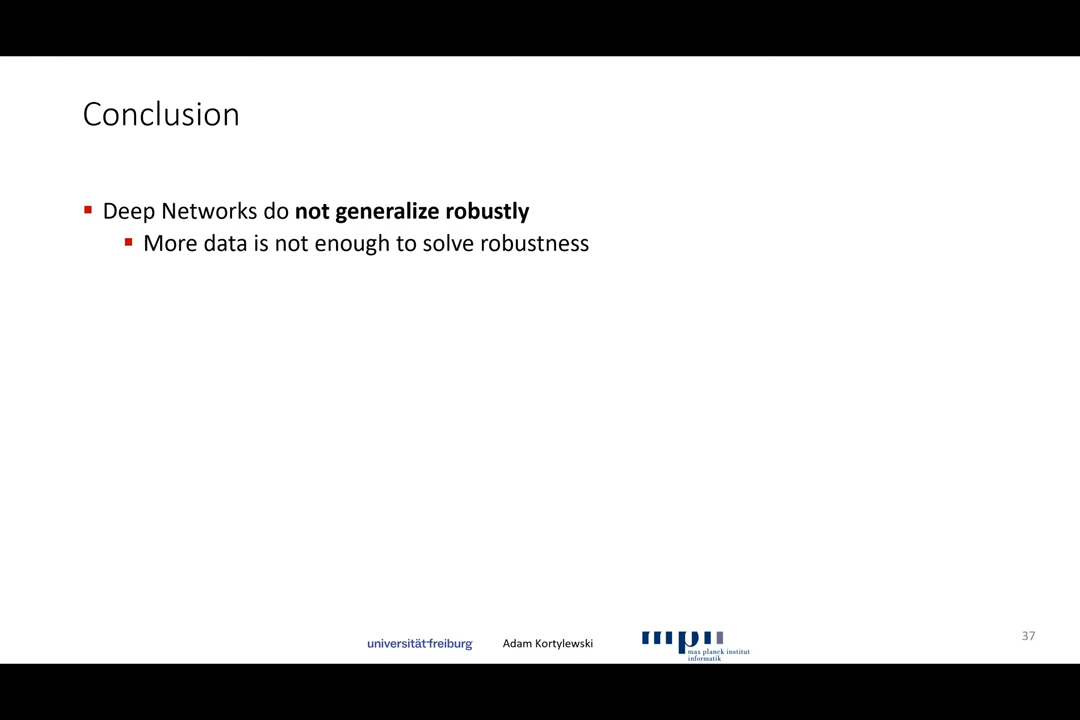 Conclusion
Deep Networks do not generalize robustly
More data is not enough to solve robustness
universität freiburg
Adam Kortylewski
mpii
max planck institut
informatik
37